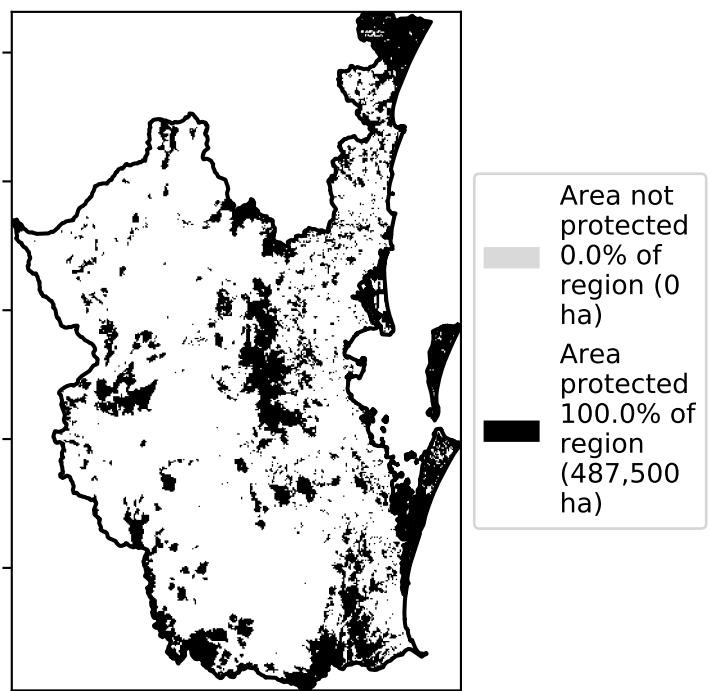 Area not
protected
0.0% of
region (0
ha)
Area
protected
100.0% of
region
(487,500
ha)